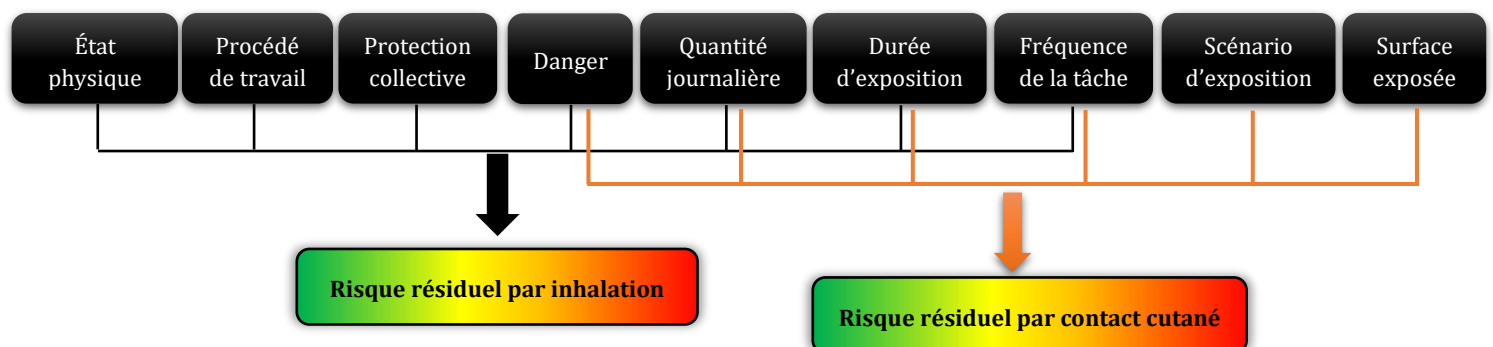 État
physique
Procédé
de travail
Protection
collective
Danger
Quantité
journalière
Durée
d’exposition
Fréquence
de la tâche
Scénario
d’exposition
Surface
exposée
Risque résiduel par inhalation
Risque résiduel par contact cutané